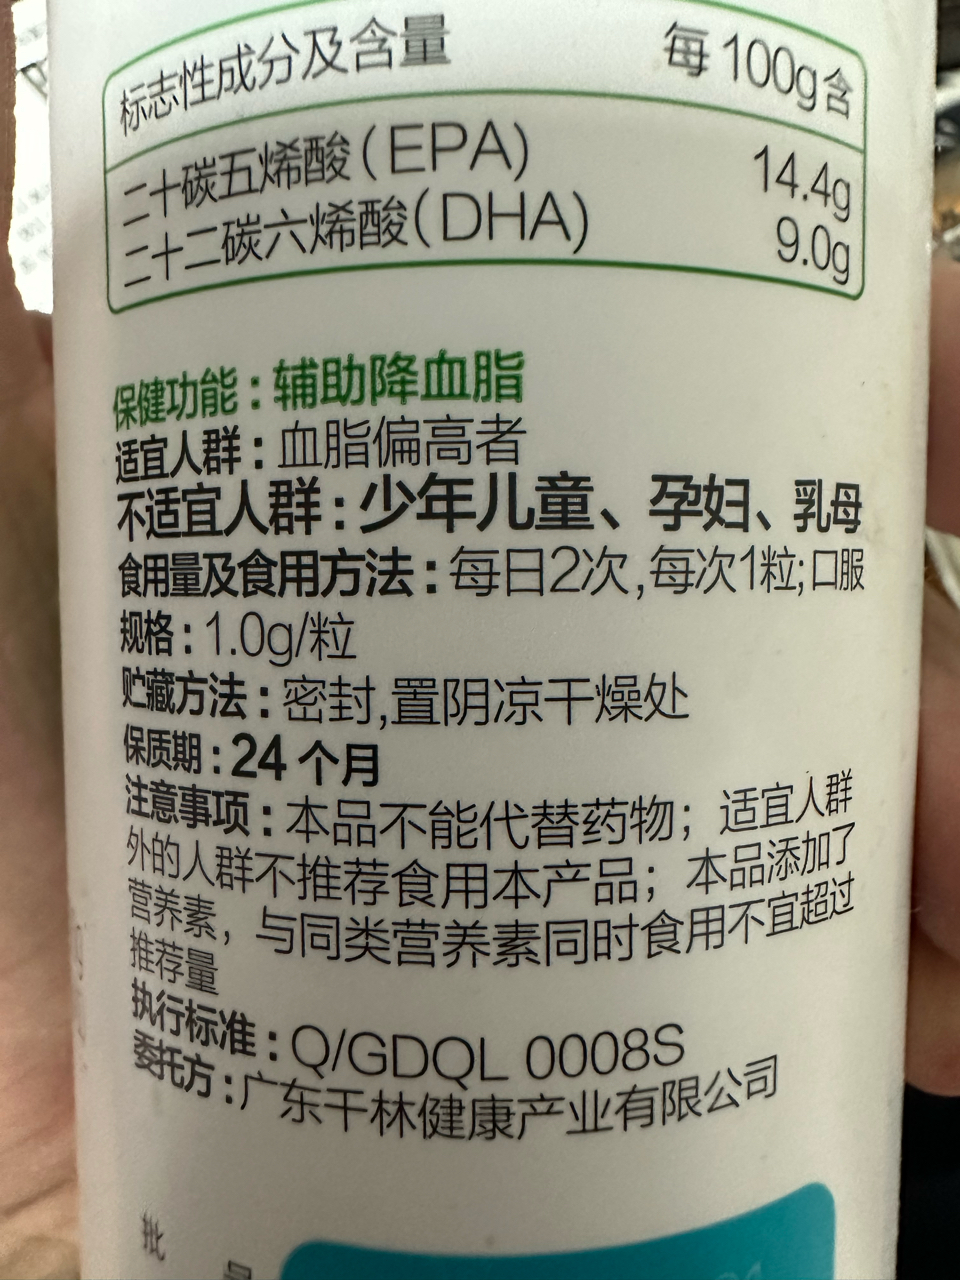 标志性成分及含量 每100g含
二十碳五烯酸(EPA) 14.4g
二十二碳六烯酸(DHA) 9.0g
保健功能：辅助降血脂
适宜人群：血脂偏高者
不适宜人群：少年儿童、孕妇、乳母
食用量及食用方法：每日2次,每次1粒;口服
规格：1.0g/粒
贮藏方法：密封,置阴凉干燥处
保质期：24个月
注意事项：本品不能代替药物；适宜人群
外的人群不推荐食用本产品；本品添加了
营养素，与同类营养素同时食用不宜超过
推荐量
执行标准：Q/GDQL 0008S
委托方：广东千林健康产业有限公司
批